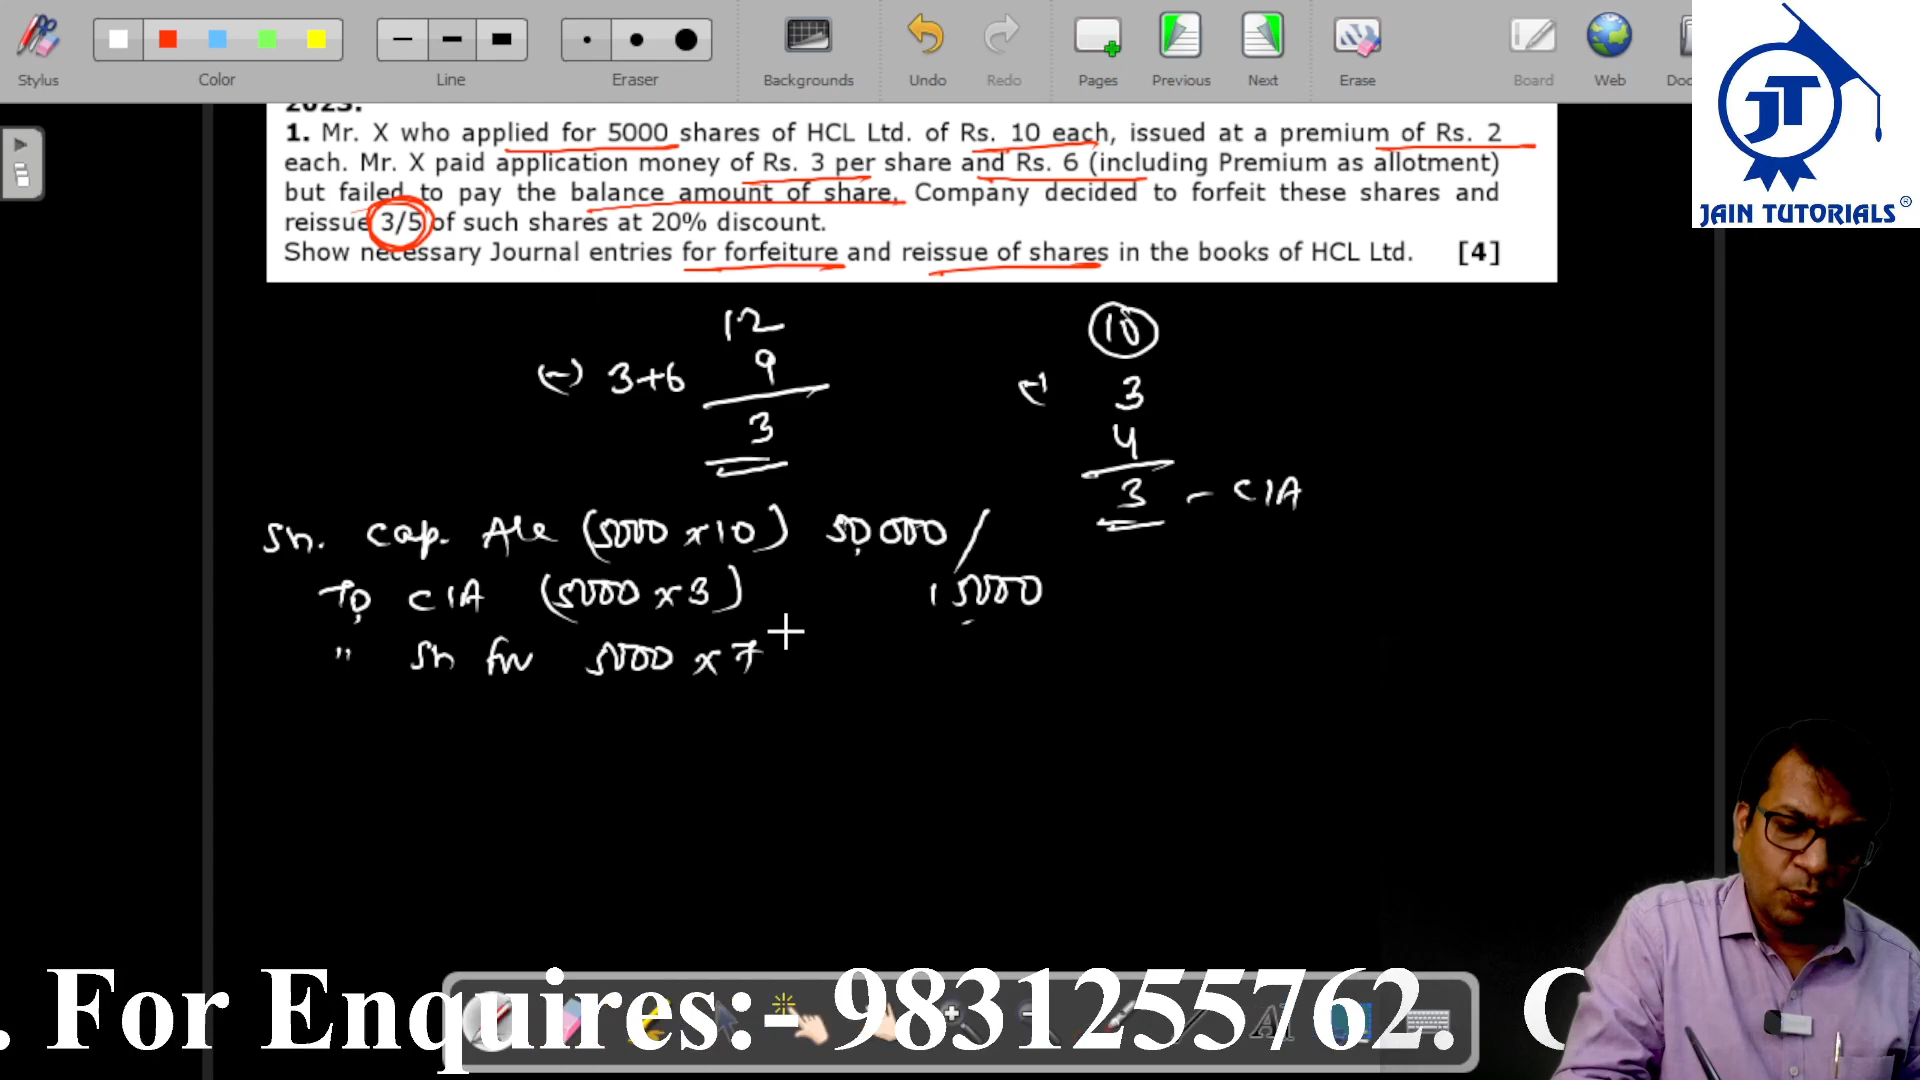 Stylus
Color
Line
Eraser
Backgrounds
Undo
Redo
Pages
Previous
Next
Erase
Board
Web
JT
JAIN TUTORIALS®
2023.
1. Mr. X who applied for 5000 shares of HCL Ltd. of Rs. 10 each, issued at a premium of Rs. 2
each. Mr. X paid application money of Rs. 3 per share and Rs. 6 (including Premium as allotment)
but failed to pay the balance amount of share. Company decided to forfeit these shares and
reissue 3/5 of such shares at 20% discount.
Show necessary Journal entries for forfeiture and reissue of shares in the books of HCL Ltd. [4]
12
(-) 3+6 9
3
10
(-) 3
4
3 - CIA
Sh. cap. A/c (5000 x 10) 50,000 /
To CIA (5000 x 3) 15000
" Sh for 5000 x 7
. For Enquires:- 9831255762.